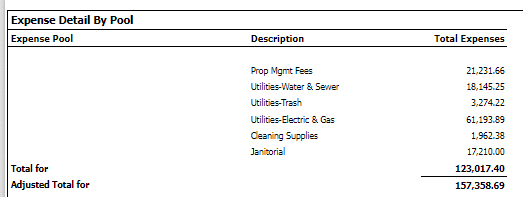 Expense Detail By Pool
Expense Pool Description Total Expenses
Prop Mgmt Fees 21,231.66
Utilities-Water & Sewer 18,145.25
Utilities-Trash 3,274.22
Utilities-Electric & Gas 61,193.89
Cleaning Supplies 1,962.38
Janitorial 17,210.00
Total for 123,017.40
Adjusted Total for 157,358.69